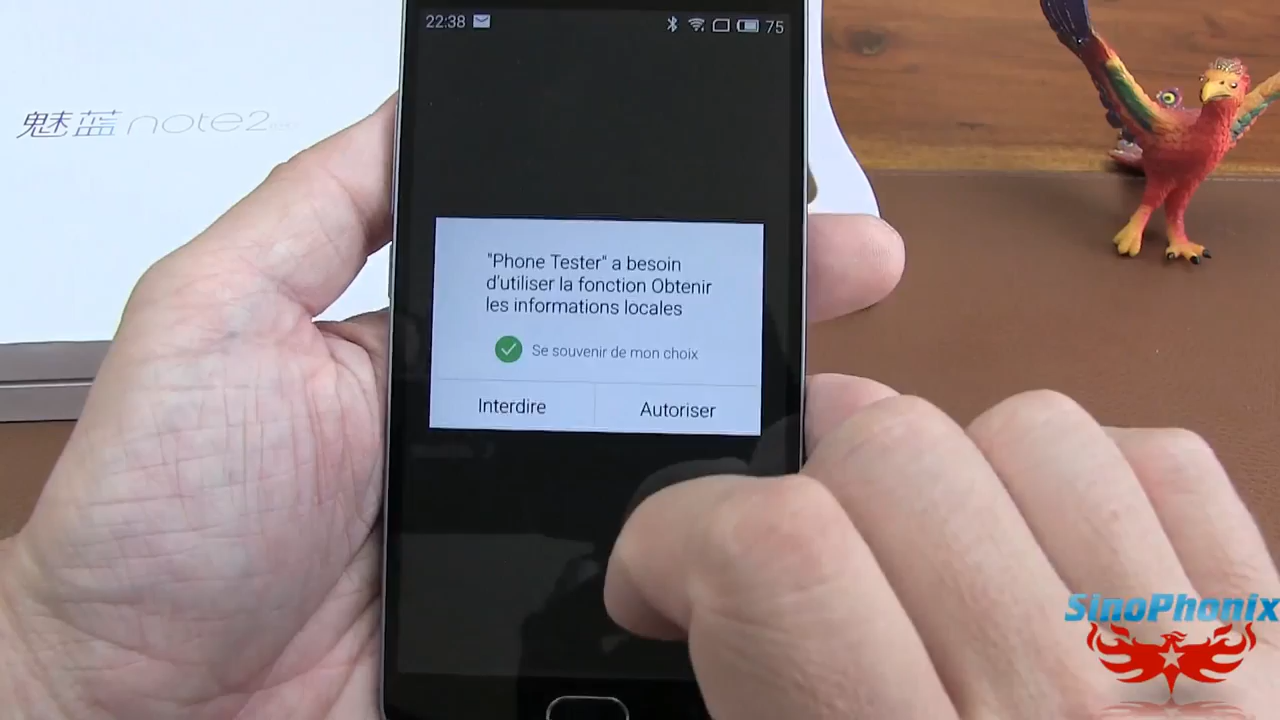 22:38
75
魅蓝 note2
"Phone Tester" a besoin
d'utiliser la fonction Obtenir
les informations locales
Se souvenir de mon choix
Interdire
Autoriser
SinoPhonix